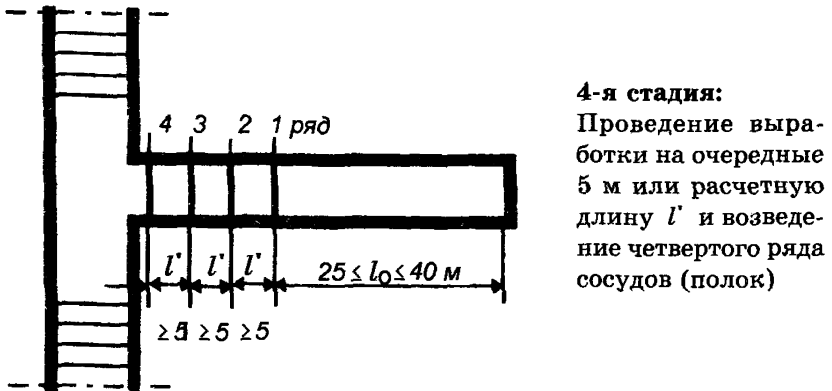 4 3 2 1 ряд
l' l' l' 25 ≤ l₀ ≤ 40 м
≥5 ≥5 ≥5
4-я стадия:
Проведение выра-
ботки на очередные
5 м или расчетную
длину l' и возведе-
ние четвертого ряда
сосудов (полок)